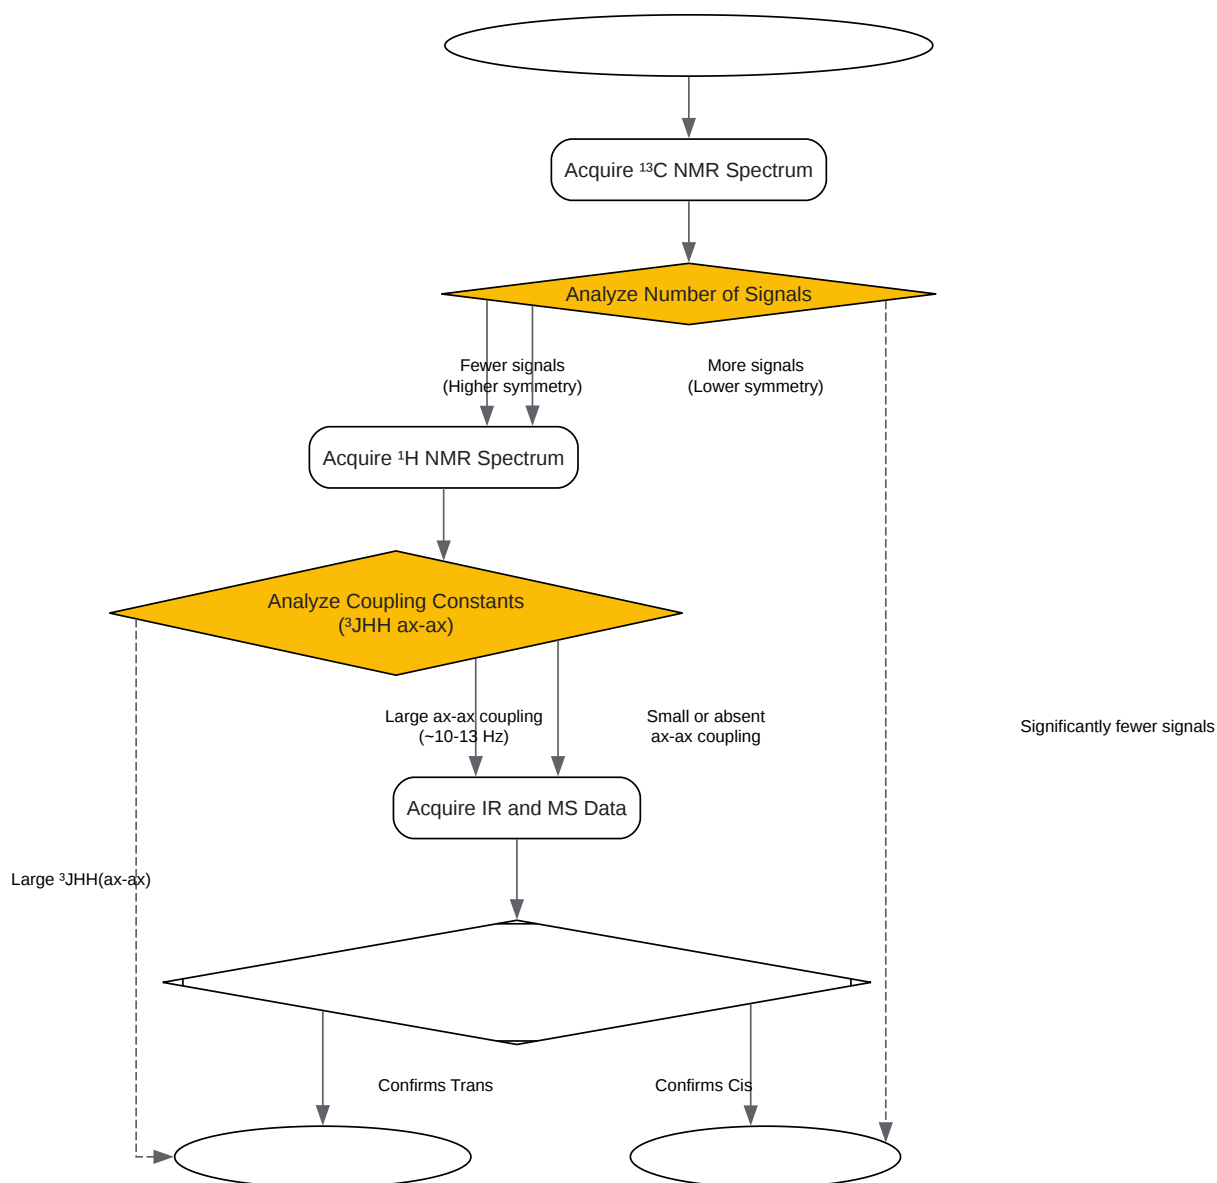 Acquire ¹³C NMR Spectrum
Analyze Number of Signals
Fewer signals
(Higher symmetry)
More signals
(Lower symmetry)
Acquire ¹H NMR Spectrum
Analyze Coupling Constants
(³JHH ax-ax)
Large ax-ax coupling
(~10-13 Hz)
Small or absent
ax-ax coupling
Significantly fewer signals
Acquire IR and MS Data
Large ³JHH(ax-ax)
Confirms Trans
Confirms Cis